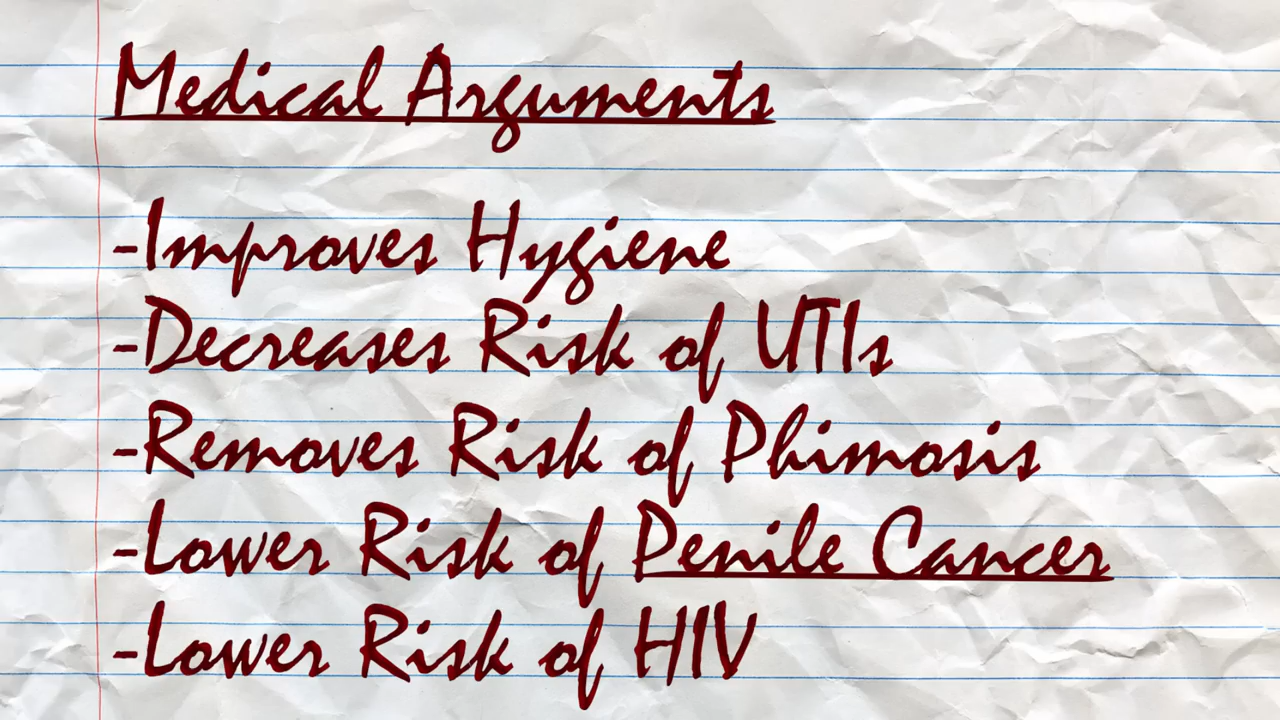 Medical Arguments
-Improves Hygiene
-Decreases Risk of UTIs
-Removes Risk of Phimosis
-Lower Risk of Penile Cancer
-Lower Risk of HIV